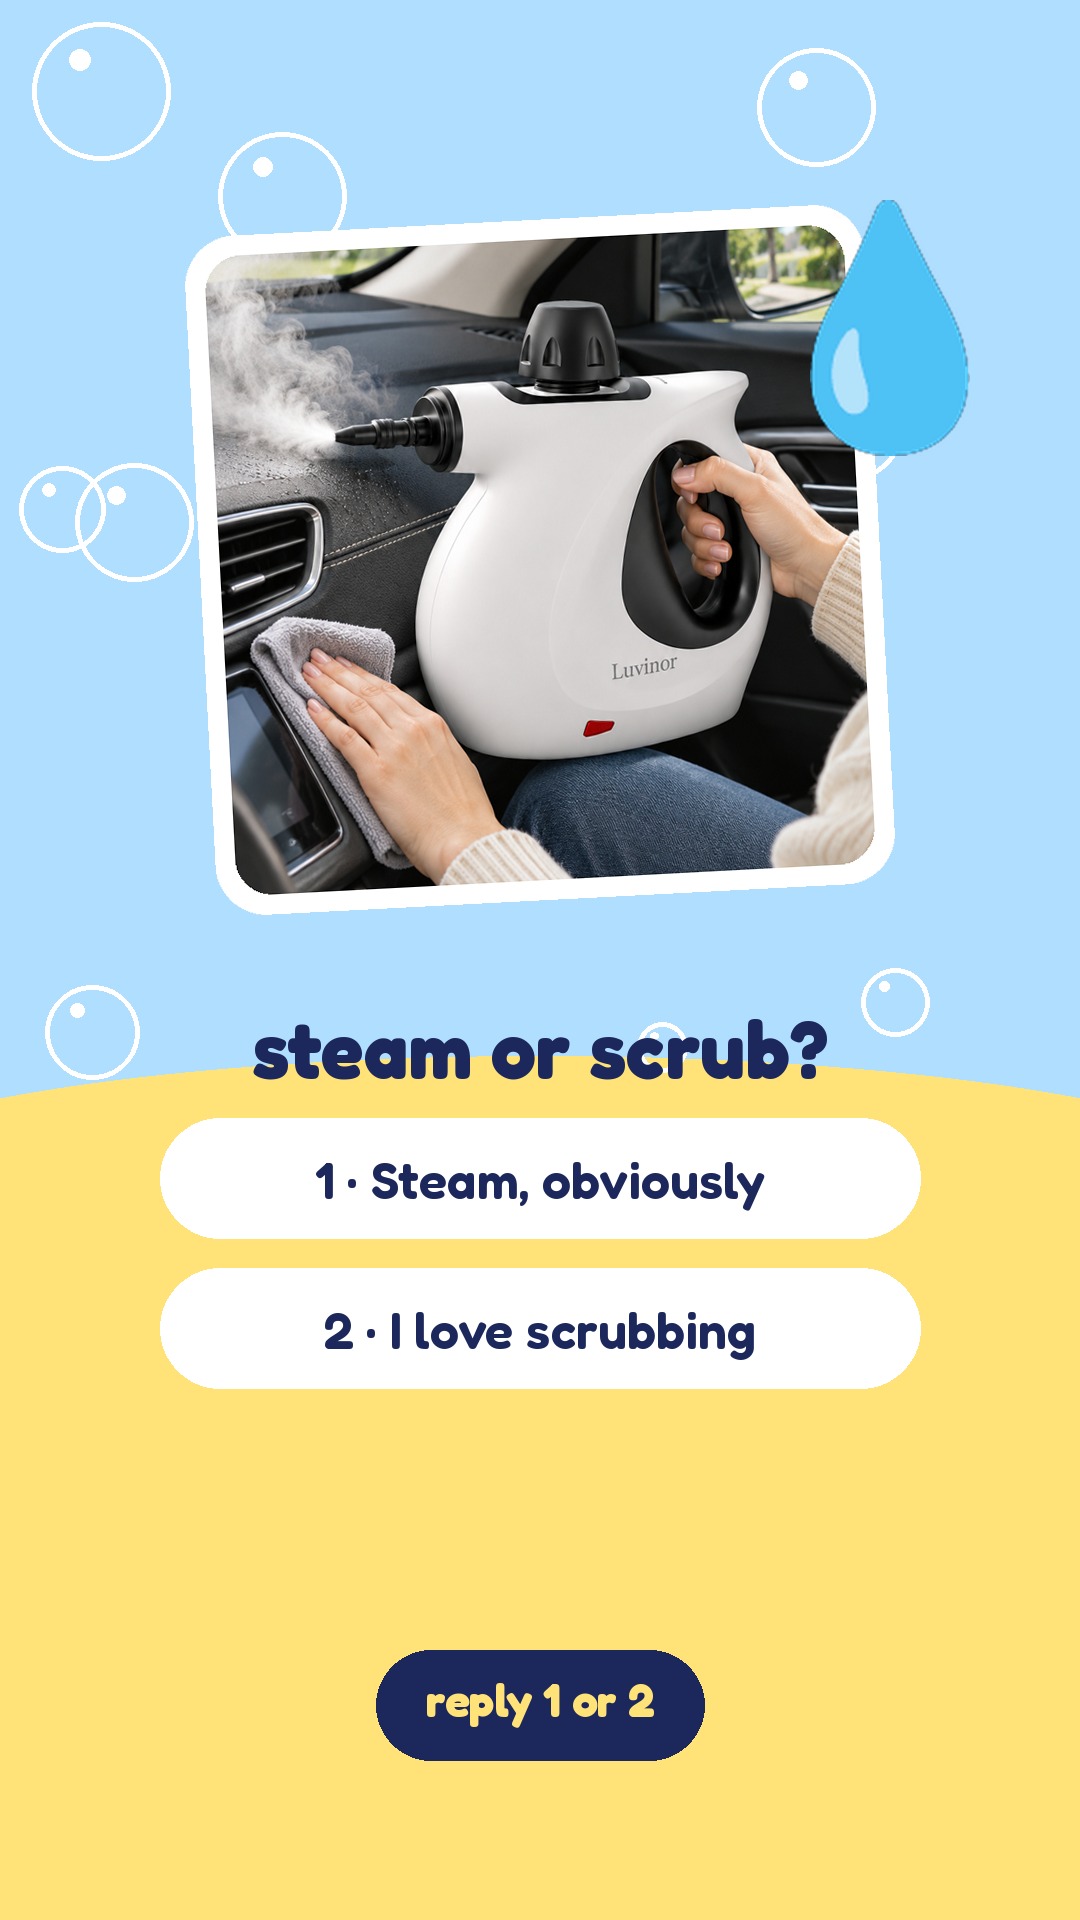 Luvinor
steam or scrub?
1 · Steam, obviously
2 · I love scrubbing
reply 1 or 2